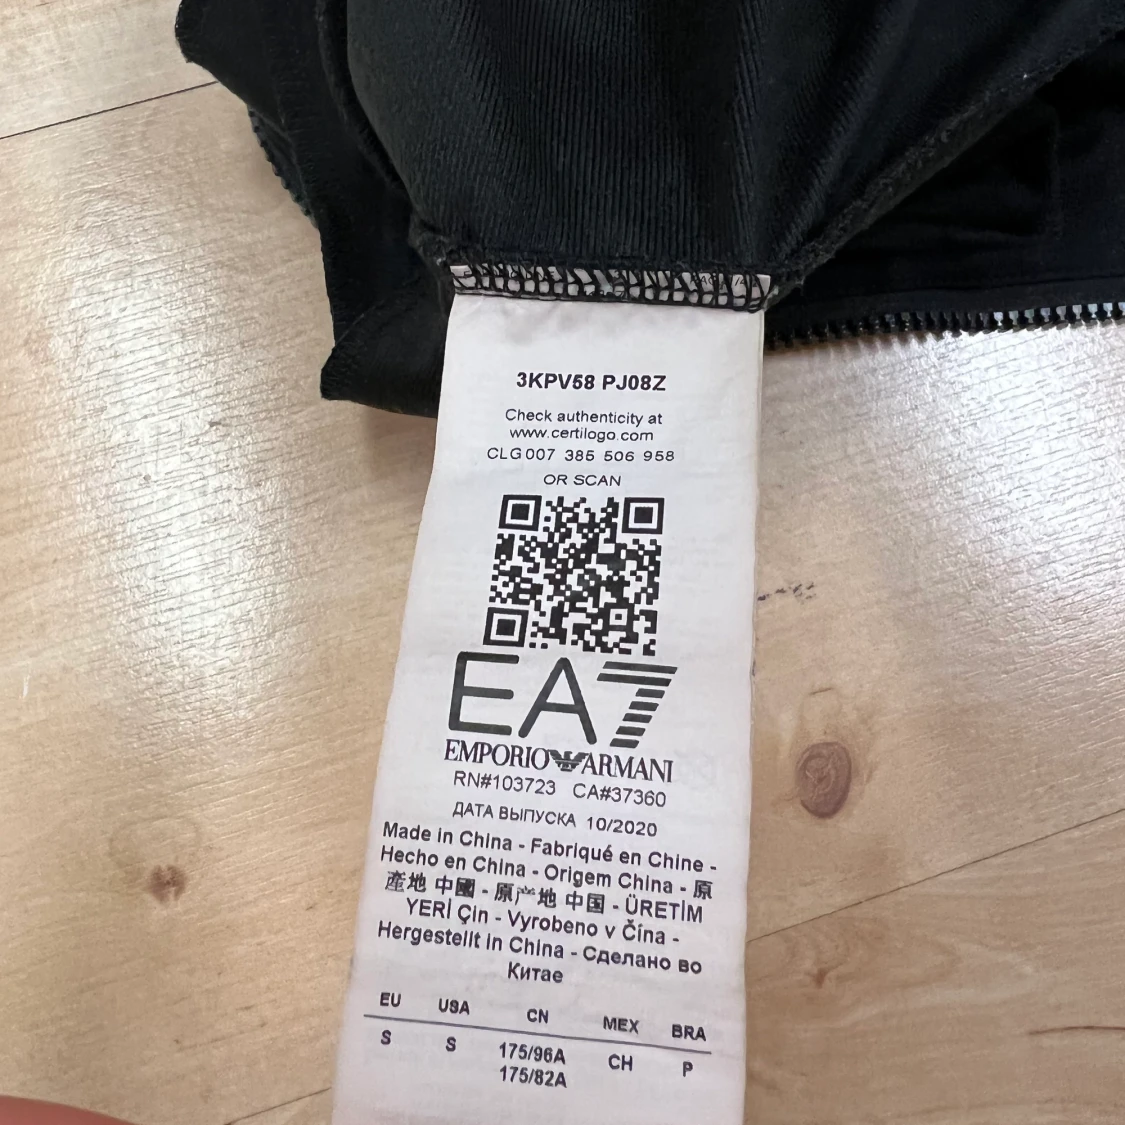 3KPV58 PJ08Z
Check authenticity at
www.certilogo.com
CLG 007 385 506 958
OR SCAN
EA7
EMPORIO ARMANI
RN#103723 CA#37360
ДАТА ВЫПУСКА 10/2020
Made in China - Fabriqué en Chine -
Hecho en China - Origem China - 原
產地 中國 - 原产地 中国 - ÜRETİM
YERİ Çin - Vyrobeno v Čína -
Hergestellt in China - Сделано во
Китае
EU USA CN MEX BRA
S S 175/96A CH P
175/82A